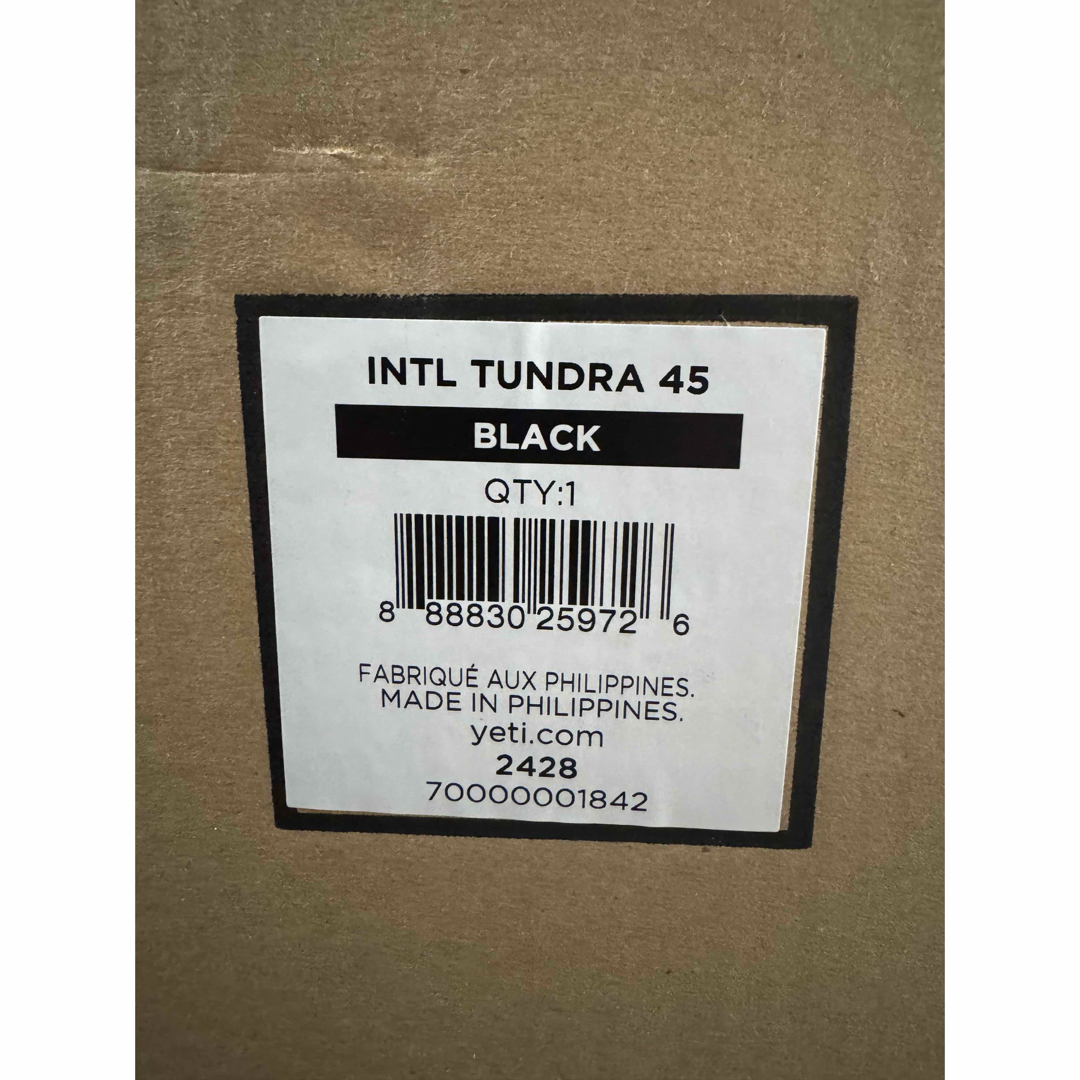 INTL TUNDRA 45
BLACK
QTY:1
8 88830 25972 6
FABRIQUÉ AUX PHILIPPINES.
MADE IN PHILIPPINES.
yeti.com
2428
70000001842